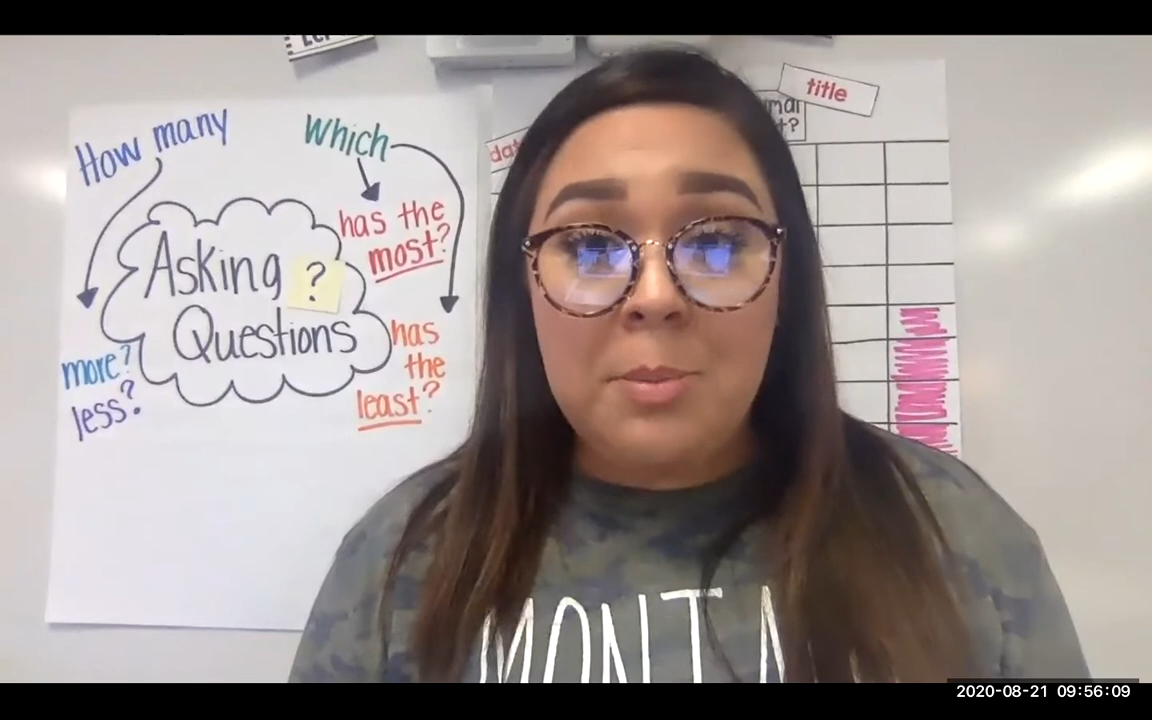 How many
Which
has the
most?
Asking ?
Questions
more?
less?
has
the
least?
title
MONT
2020-08-21 09:56:09